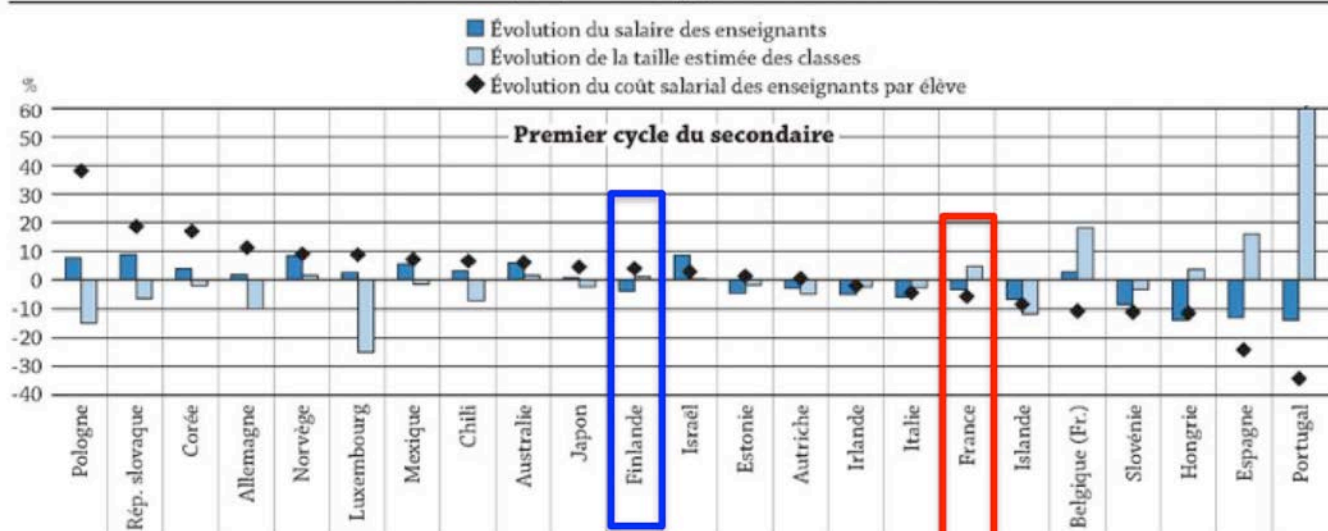 Évolution du salaire des enseignants
Évolution de la taille estimée des classes
Évolution du coût salarial des enseignants par élève
%
Premier cycle du secondaire
60
50
40
30
20
10
0
-10
-20
-30
-40
Pologne
Rép. slovaque
Corée
Allemagne
Norvège
Luxembourg
Mexique
Chili
Australie
Japon
Finlande
Israël
Estonie
Autriche
Irlande
Italie
France
Islande
Belgique (Fr.)
Slovénie
Hongrie
Espagne
Portugal